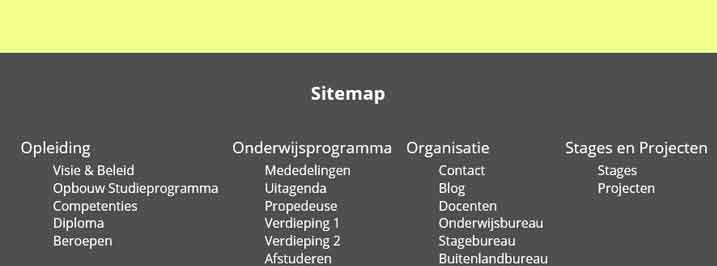 Sitemap
Opleiding
Visie & Beleid
Opbouw Studieprogramma
Competenties
Diploma
Beroepen
Onderwijsprogramma
Mededelingen
Uitagenda
Propedeuse
Verdieping 1
Verdieping 2
Afstuderen
Organisatie
Contact
Blog
Docenten
Onderwijsbureau
Stagebureau
Buitenlandbureau
Stages en Projecten
Stages
Projecten